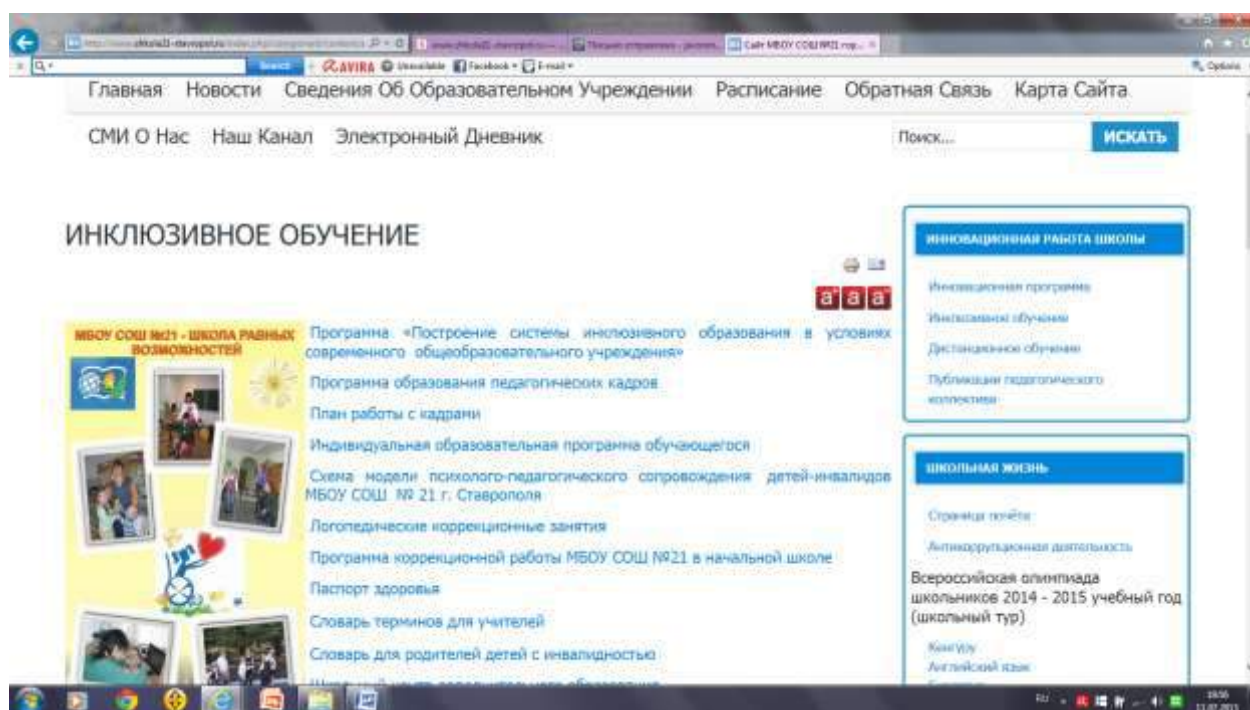 AVIRA Facebook E-mail
Options
Главная Новости Сведения Об Образовательном Учреждении Расписание Обратная Связь Карта Сайта
СМИ О Нас Наш Канал Электронный Дневник
Поиск... ИСКАТЬ
ИНКЛЮЗИВНОЕ ОБУЧЕНИЕ
a a a
МБОУ СОШ №21 - ШКОЛА РАВНЫХ
ВОЗМОЖНОСТЕЙ
Программа «Построение системы инклюзивного образования в условиях
современного общеобразовательного учреждения»
Программа образования педагогических кадров
План работы с кадрами
Индивидуальная образовательная программа обучающегося
Схема модели психолого-педагогического сопровождения детей-инвалидов
МБОУ СОШ № 21 г. Ставрополя
Логопедические коррекционные занятия
Программа коррекционной работы МБОУ СОШ №21 в начальной школе
Паспорт здоровья
Словарь терминов для учителей
Словарь для родителей детей с инвалидностью
ИННОВАЦИОННАЯ РАБОТА ШКОЛЫ
Инновационная программа
Инклюзивное обучение
Дистанционное обучение
Публикации педагогического
коллектива
ШКОЛЬНАЯ ЖИЗНЬ
Страница почёта
Антикоррупционная деятельность
Всероссийская олимпиада
школьников 2014 - 2015 учебный год
(школьный тур)
Кенгуру
Английский язык
RU